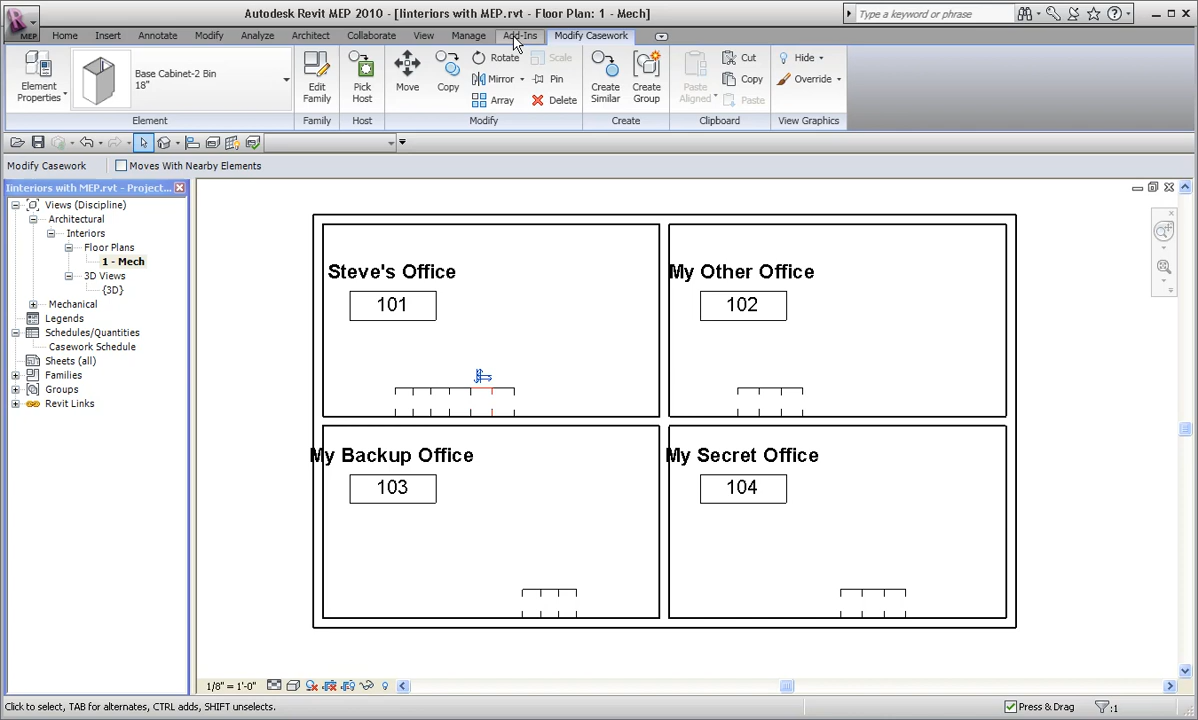 Autodesk Revit MEP 2010 - [Iinteriors with MEP.rvt - Floor Plan: 1 - Mech]
Type a keyword or phrase
MEP
Home Insert Annotate Modify Analyze Architect Collaborate View Manage Add-Ins Modify Casework
Element Properties
Base Cabinet-2 Bin
18"
Edit Family
Pick Host
Move
Copy
Rotate
Scale
Mirror
Pin
Array
Delete
Create Similar
Create Group
Paste Aligned
Cut
Copy
Paste
Hide
Override
Element Family Host Modify Create Clipboard View Graphics
Modify Casework
Moves With Nearby Elements
Iinteriors with MEP.rvt - Project...
Views (Discipline)
Architectural
Interiors
Floor Plans
1 - Mech
3D Views
{3D}
Mechanical
Legends
Schedules/Quantities
Casework Schedule
Sheets (all)
Families
Groups
Revit Links
Steve's Office
101
My Other Office
102
My Backup Office
103
My Secret Office
104
1/8" = 1'-0"
Click to select, TAB for alternates, CTRL adds, SHIFT unselects.
Press & Drag
:1